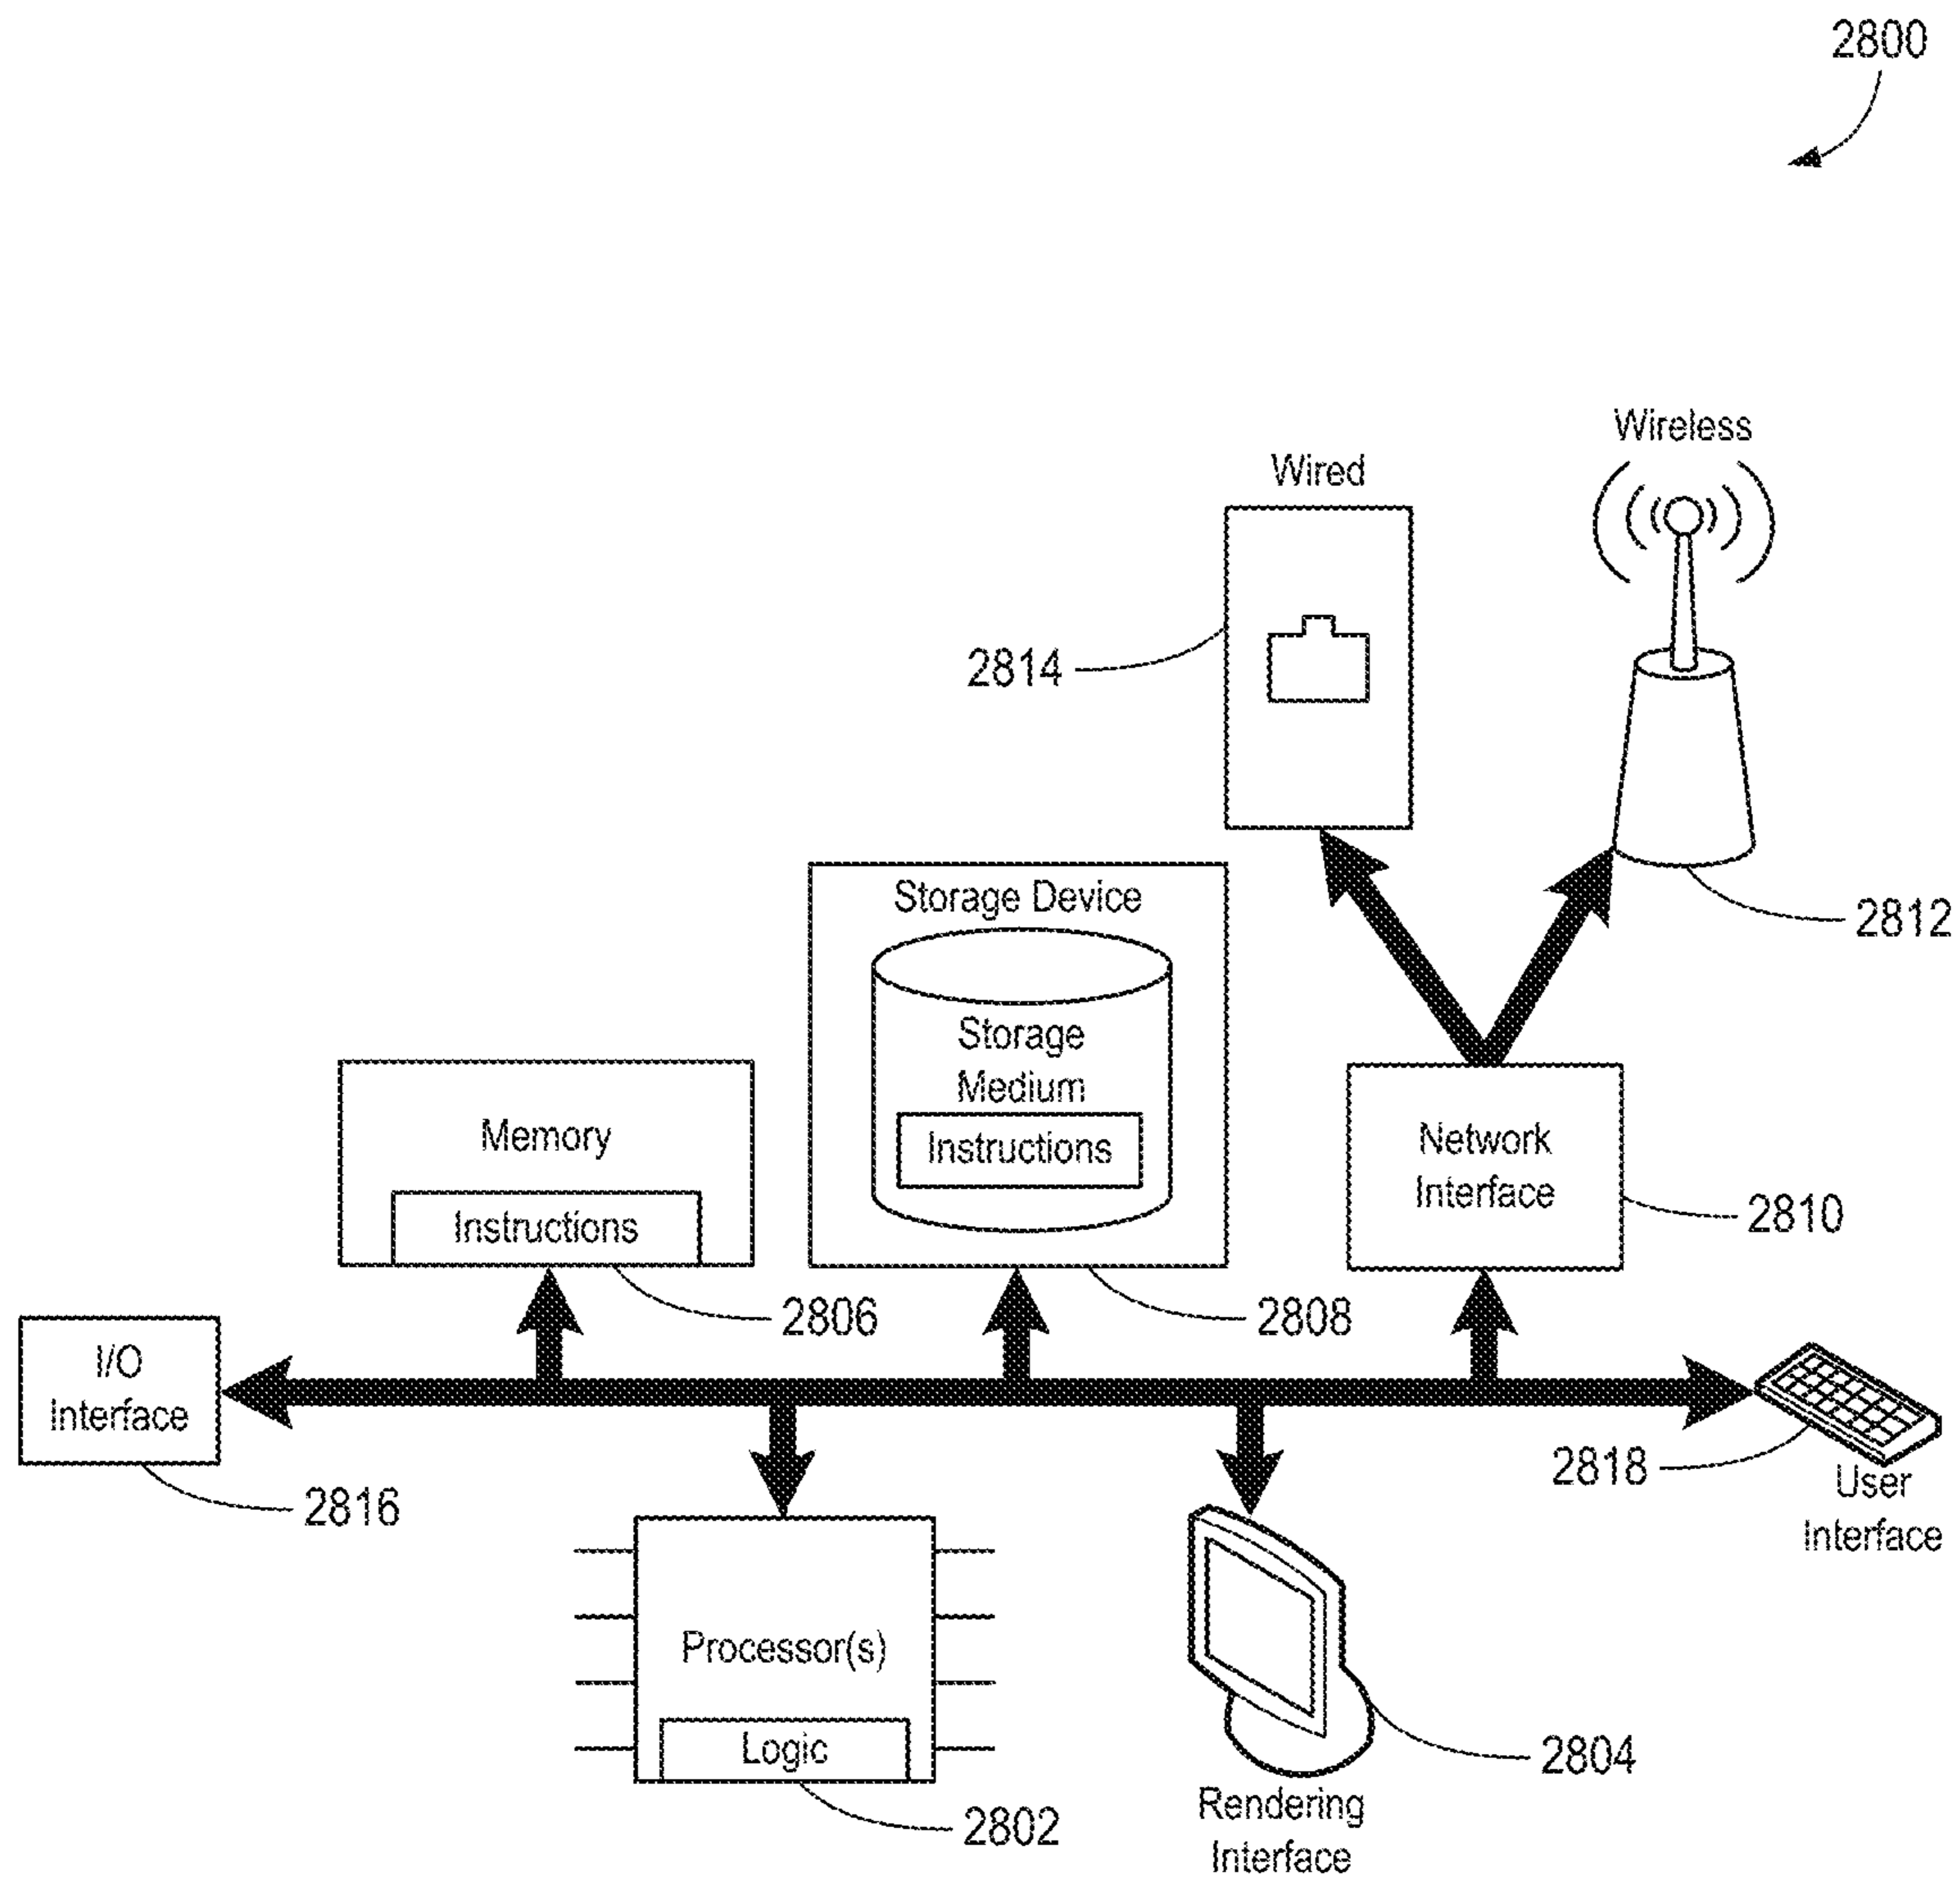 2800
Wireless
Wired
2814
2812
Storage Device
Storage
Medium
Instructions
Memory
Instructions
Network
Interface
2810
2806
2808
I/O
Interface
2816
2818
User
Interface
Processor(s)
Logic
2802
2804
Rendering
Interface